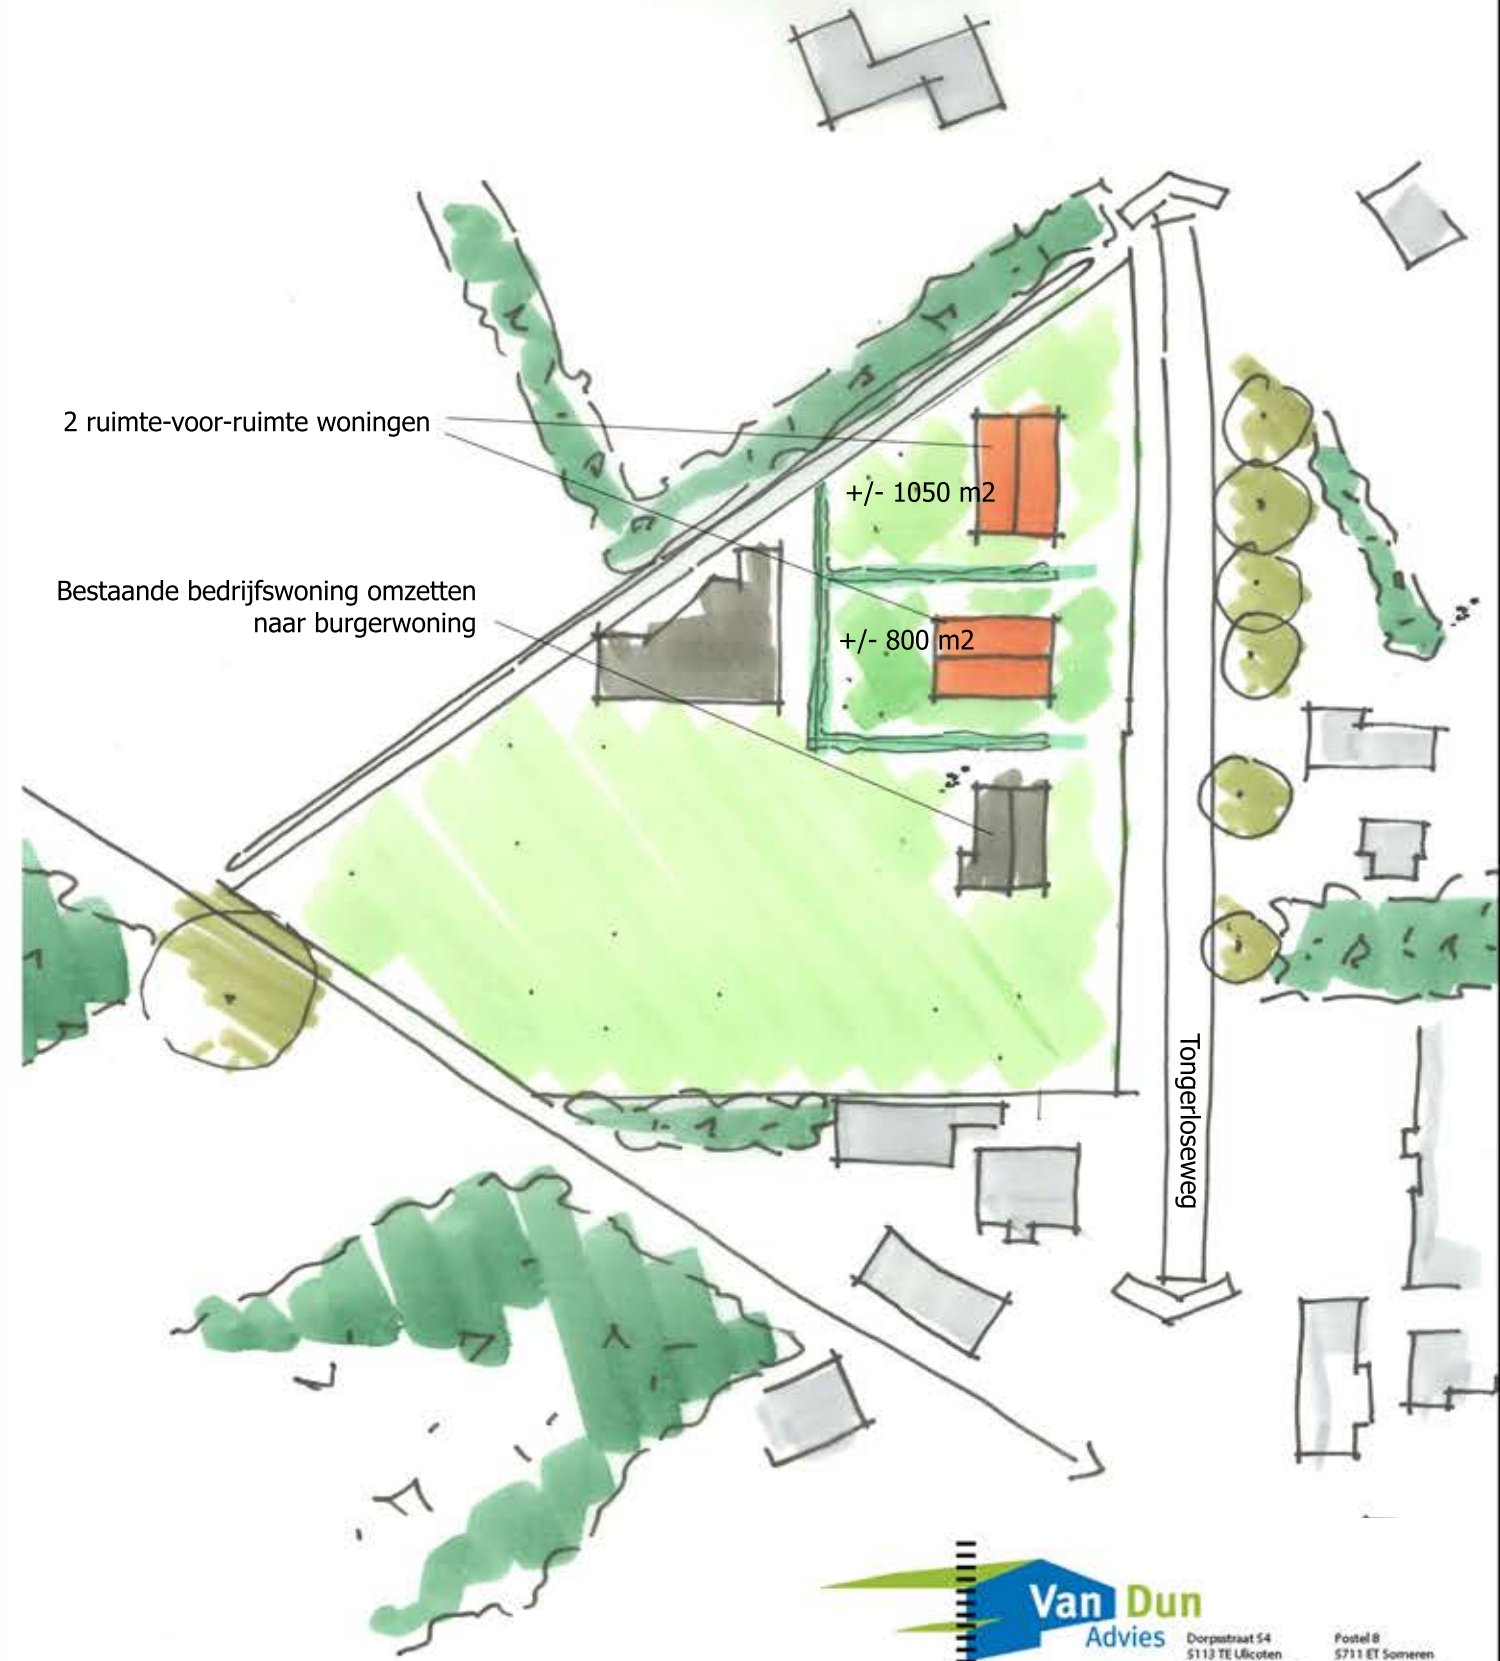 2 ruimte-voor-ruimte woningen
+/- 1050 m2
Bestaande bedrijfswoning omzetten
naar burgerwoning
+/- 800 m2
Tongerloseweg
Van Dun
Advies
Dorpsstraat 54
5113 TE Ulicoten
Postel 8
5711 ET Someren